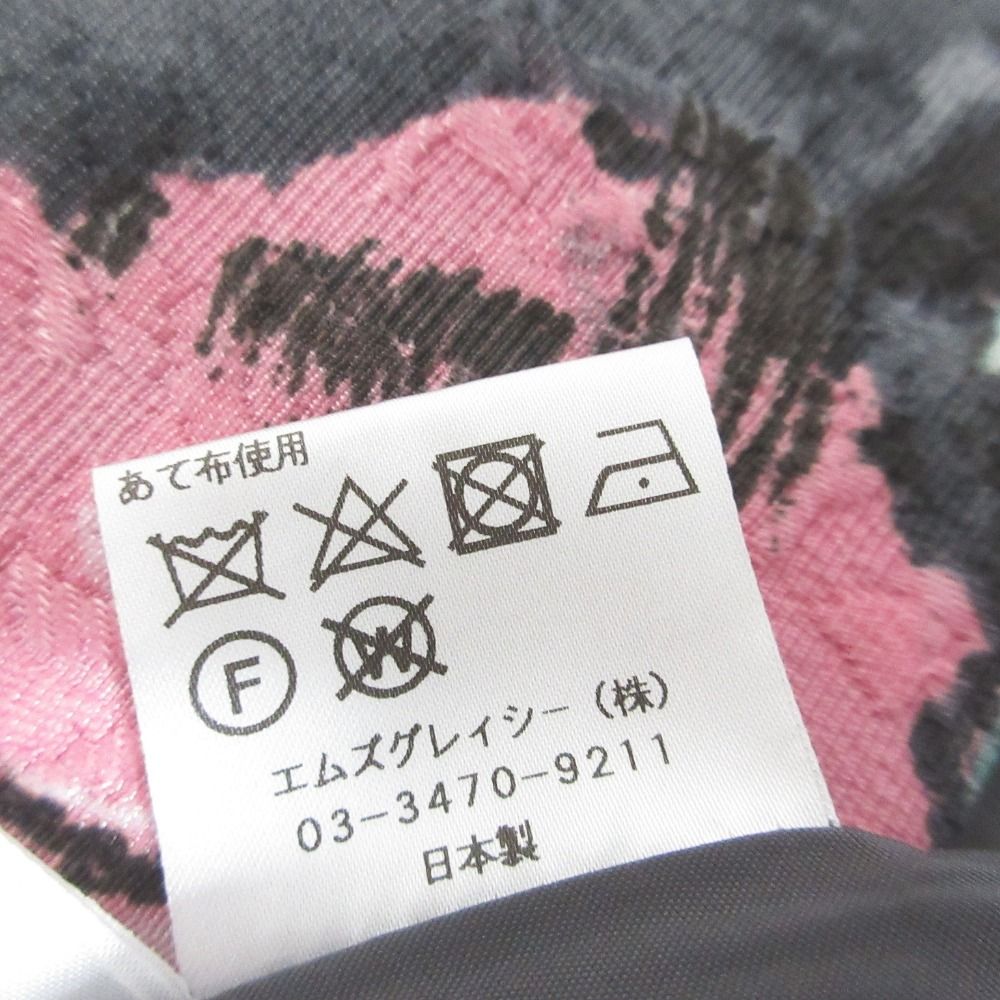 あて布使用
F
W
エムズグレイシー（株）
03-3470-9211
日本製